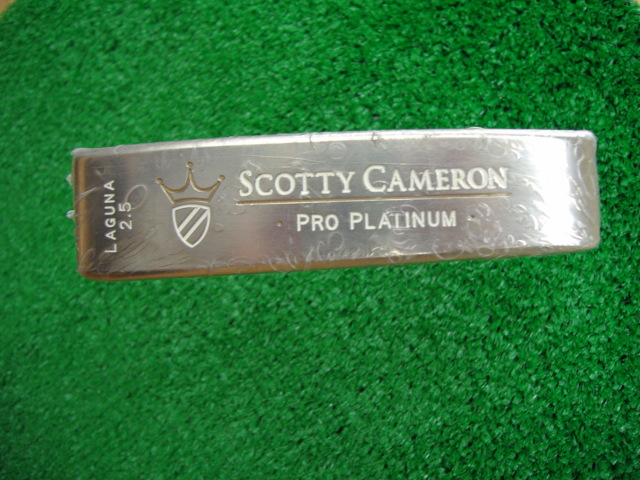 LAGUNA
2.5
SCOTTY CAMERON
PRO PLATINUM